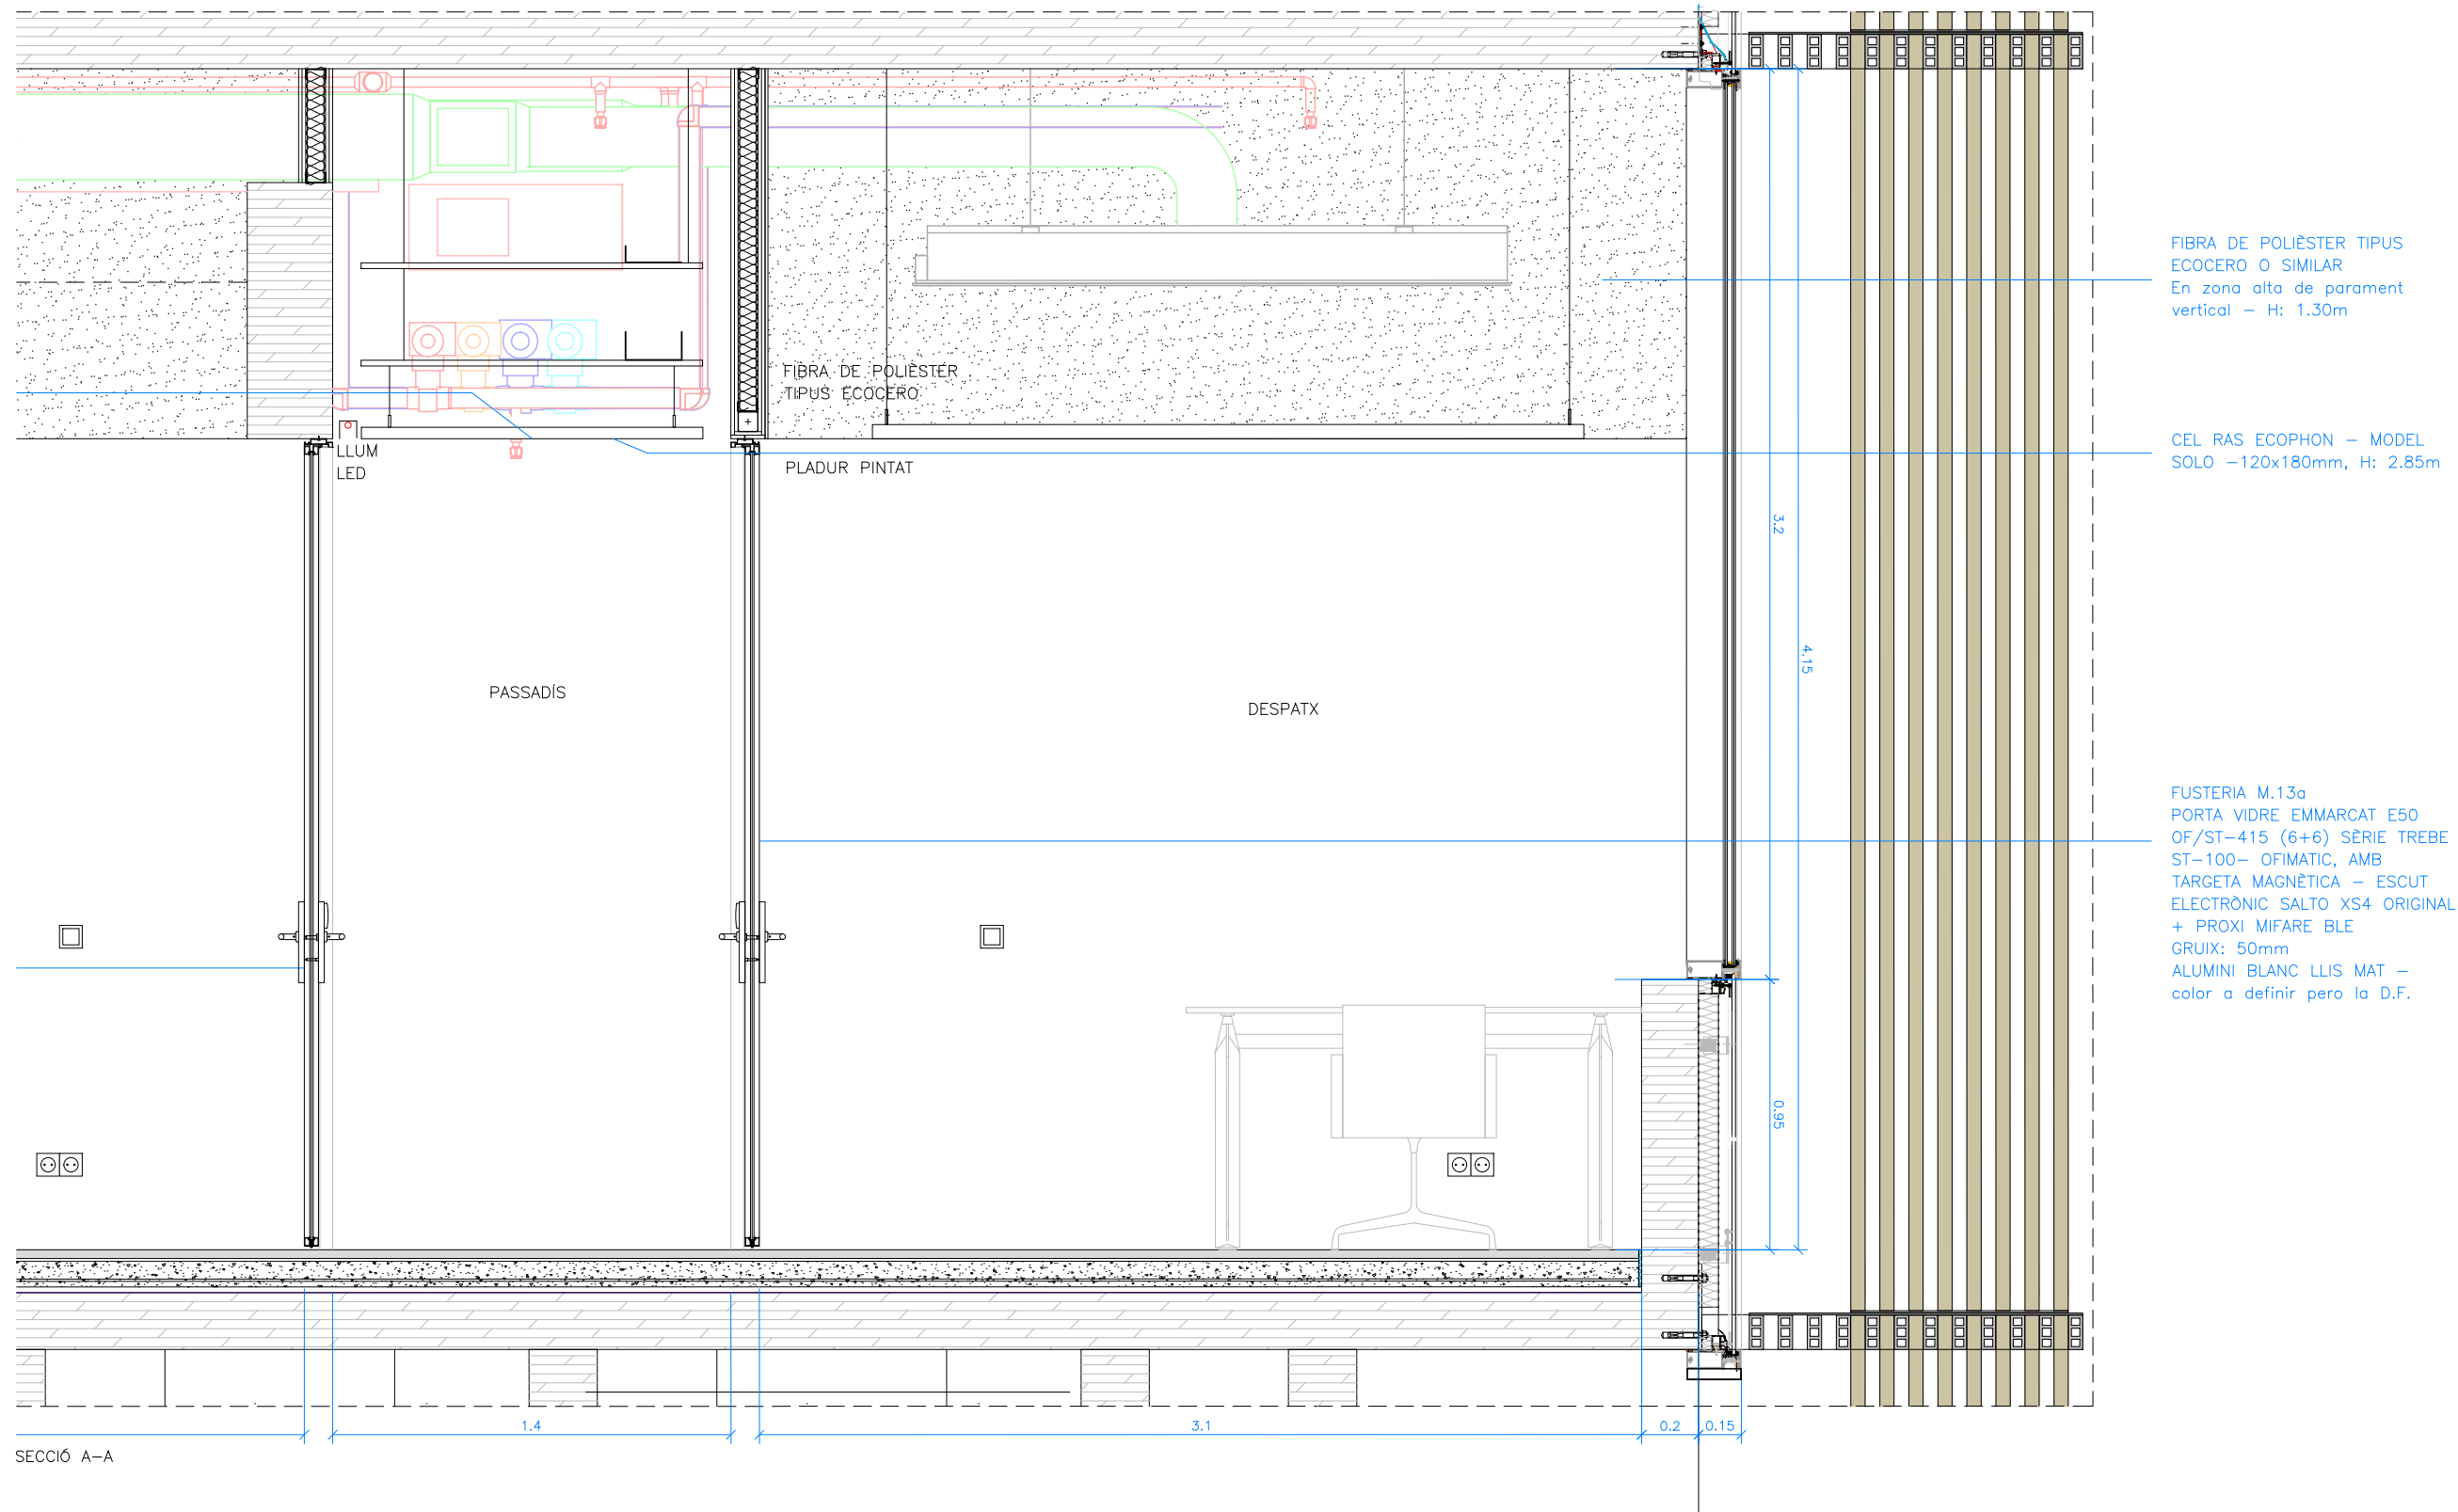 FIBRA DE POLIÈSTER TIPUS
ECOCERO O SIMILAR
En zona alta de parament
vertical – H: 1.30m
FIBRA DE POLIÈSTER
TIPUS ECOCERO
LLUM
LED
PLADUR PINTAT
CEL RAS ECOPHON – MODEL
SOLO –120x180mm, H: 2.85m
3.2
4.15
PASSADÍS
DESPATX
FUSTERIA M.13a
PORTA VIDRE EMMARCAT E50
OF/ST–415 (6+6) SÈRIE TREBE
ST–100– OFIMATIC, AMB
TARGETA MAGNÈTICA – ESCUT
ELECTRÒNIC SALTO XS4 ORIGINAL
+ PROXI MIFARE BLE
GRUIX: 50mm
ALUMINI BLANC LLIS MAT –
color a definir pero la D.F.
0.95
1.4
3.1
0.2
0.15
SECCIÓ A–A